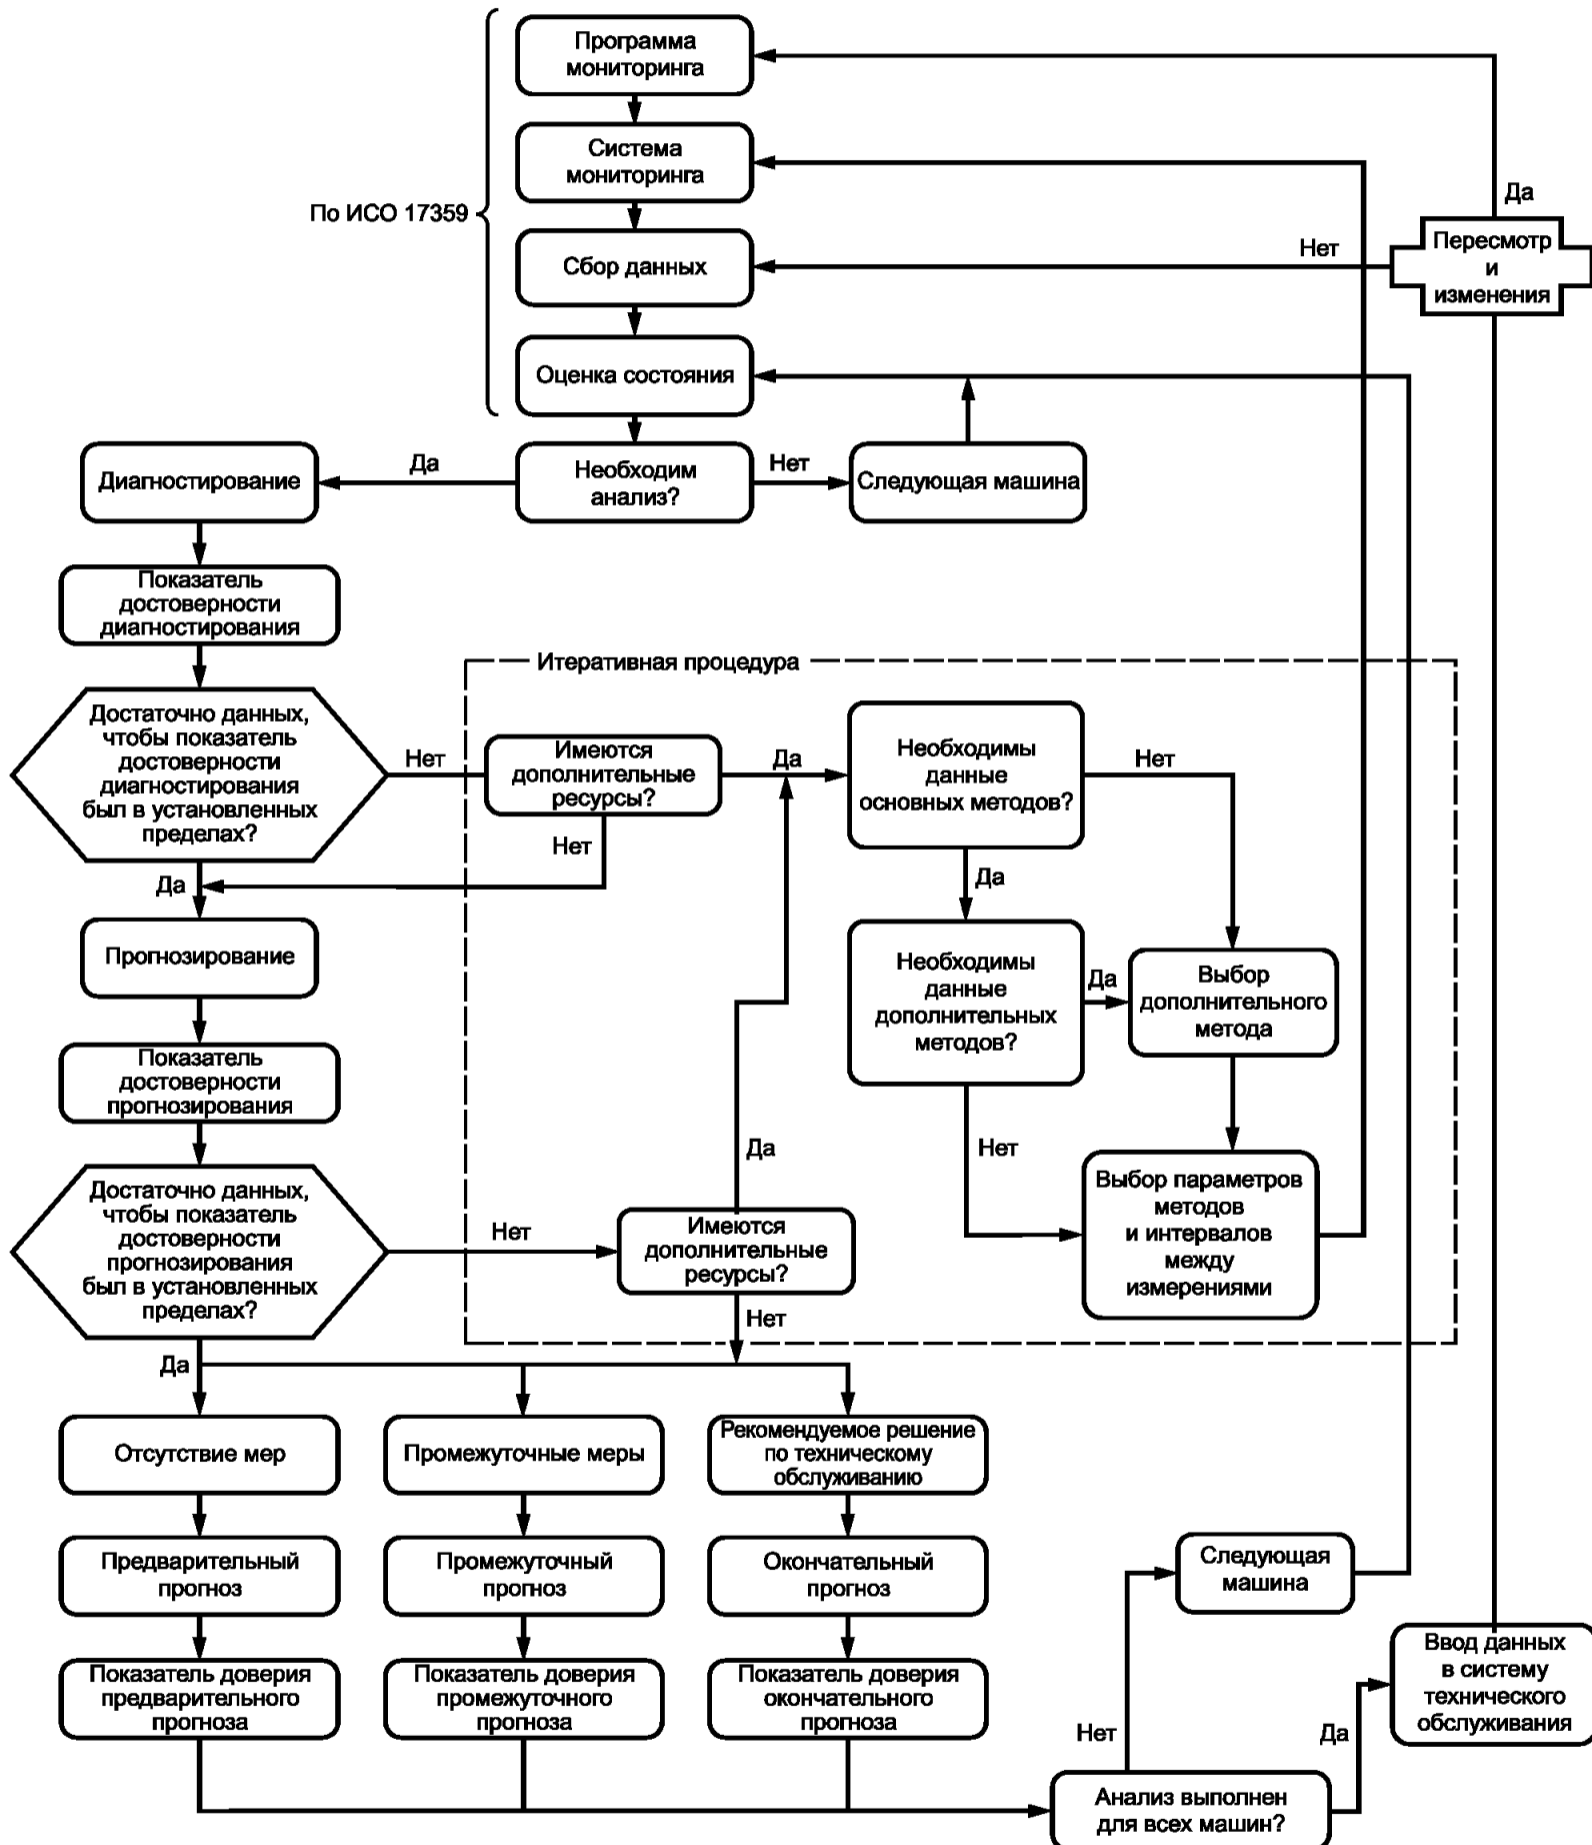 Программа
мониторинга
Система
мониторинга
По ИСО 17359
Да
Пересмотр
и
изменения
Нет
Сбор данных
Оценка состояния
Диагностирование
Да
Необходим
анализ?
Нет
Следующая машина
Показатель
достоверности
диагностирования
Итеративная процедура
Достаточно данных,
чтобы показатель
достоверности
диагностирования
был в установленных
пределах?
Нет
Имеются
дополнительные
ресурсы?
Да
Необходимы
данные
основных методов?
Нет
Нет
Да
Да
Прогнозирование
Необходимы
данные
дополнительных
методов?
Да
Выбор
дополнительного
метода
Показатель
достоверности
прогнозирования
Да
Нет
Достаточно данных,
чтобы показатель
достоверности
прогнозирования
был в установленных
пределах?
Нет
Имеются
дополнительные
ресурсы?
Выбор параметров
методов
и интервалов
между
измерениями
Нет
Да
Отсутствие мер
Промежуточные меры
Рекомендуемое решение
по техническому
обслуживанию
Предварительный
прогноз
Промежуточный
прогноз
Окончательный
прогноз
Следующая
машина
Показатель доверия
предварительного
прогноза
Показатель доверия
промежуточного
прогноза
Показатель доверия
окончательного
прогноза
Ввод данных
в систему
технического
обслуживания
Нет
Да
Анализ выполнен
для всех машин?